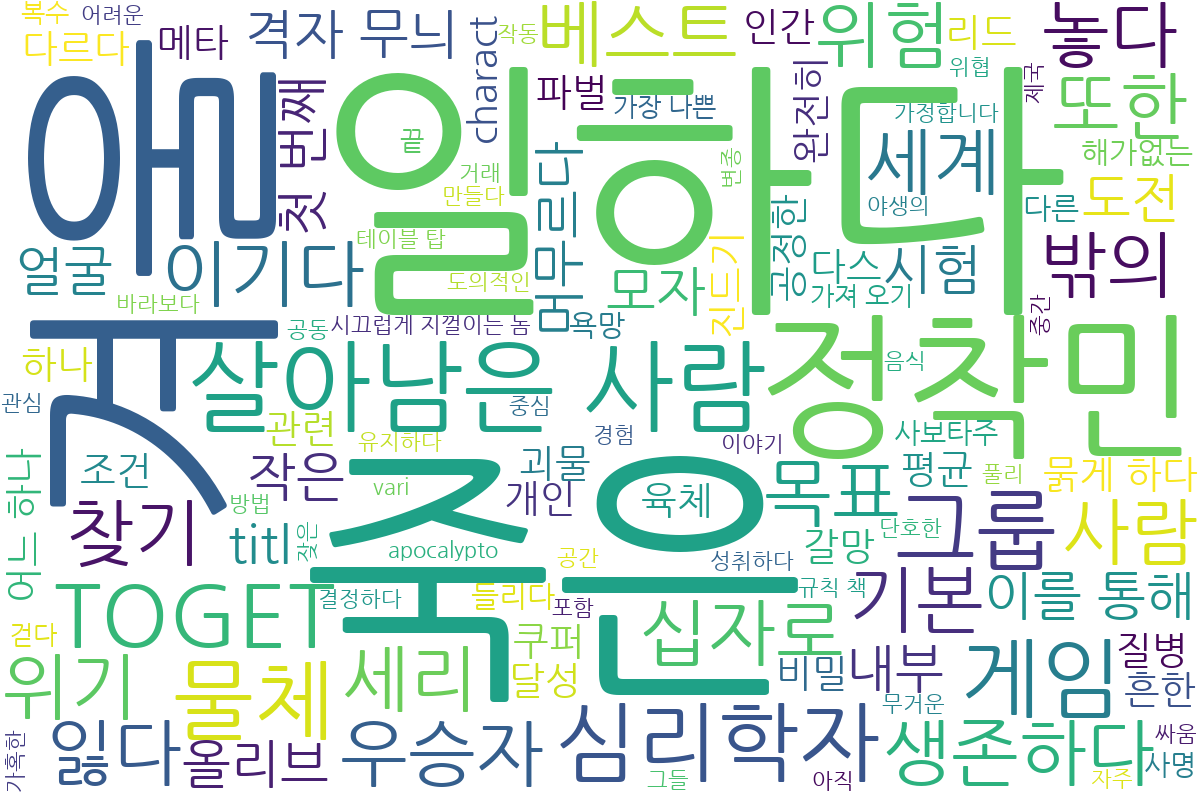 복수
어려운
다르다
메타
격자 무늬
charact
작동
베스트
인간
위험
리드
위협
놓다
제국
또한
겨울
일하다
끝
첫 번째
거래
만들다
파벌
가장 나쁜
완전히
변종
가정합니다
세계
야생의
해가없는
다른
도전
얼굴
이기다
테이블 탑
도의적인
머무르다
모자
진드기
공정한
다스
가져 오기
시험
밖의
중간
바라보다
공동
시끄럽게 지껄이는 놈
욕망
하나
살아남은 사람
정착민
음식
관심
중심
관련
유지하다
경험
이야기
사보타주
조건
작은
괴물
목표
평균
풀리
묽게 하다
어느 하나
방법
vari
개인
육체
찾기
titl
찾은
죽은
apocalypto
공간
성취하다
갈망
단호한
그룹
사람
TOGET
결정하다
들리다
포함
규칙 책
기본
이를 통해
걷다
쿠퍼
십자로
위기
물체
세리
달성
비밀
내부
게임
질병
흔한
무거운
잃다
올리브
우승자
심리학자
생존하다
싸움
사명
가혹한
그들
아직
자주